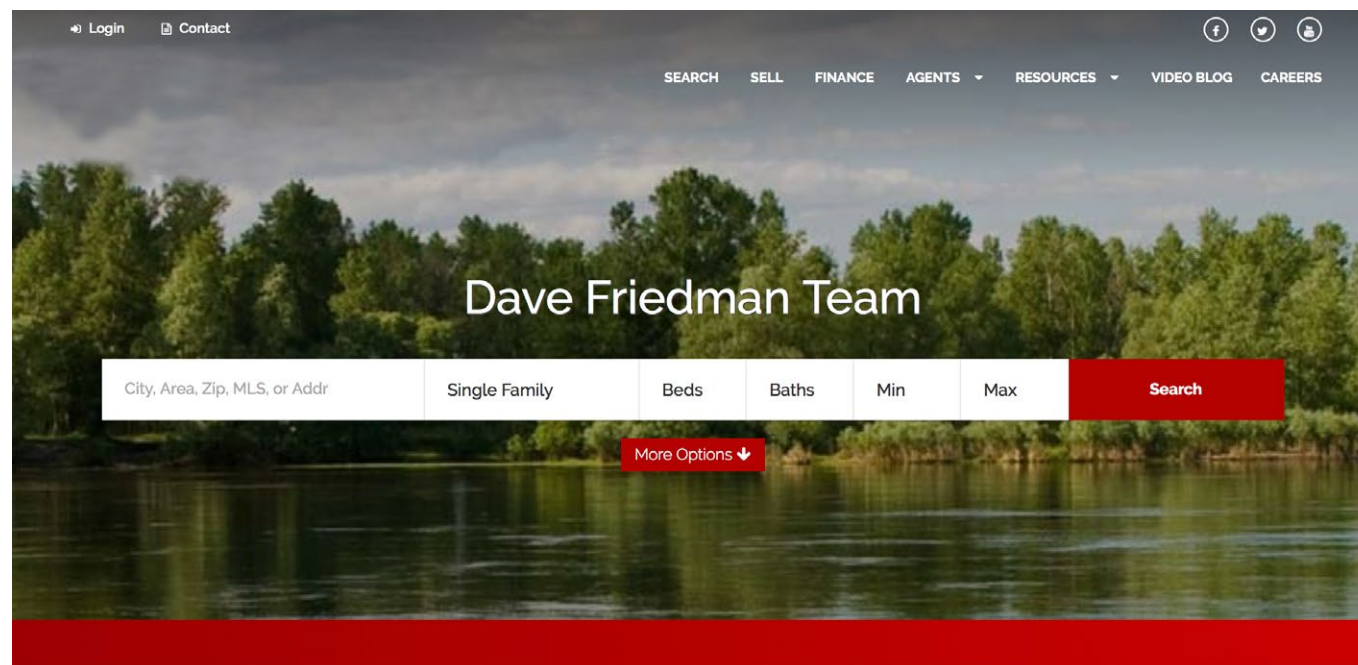 Login Contact
SEARCH SELL FINANCE AGENTS RESOURCES VIDEO BLOG CAREERS
Dave Friedman Team
City, Area, Zip, MLS, or Addr Single Family Beds Baths Min Max Search
More Options